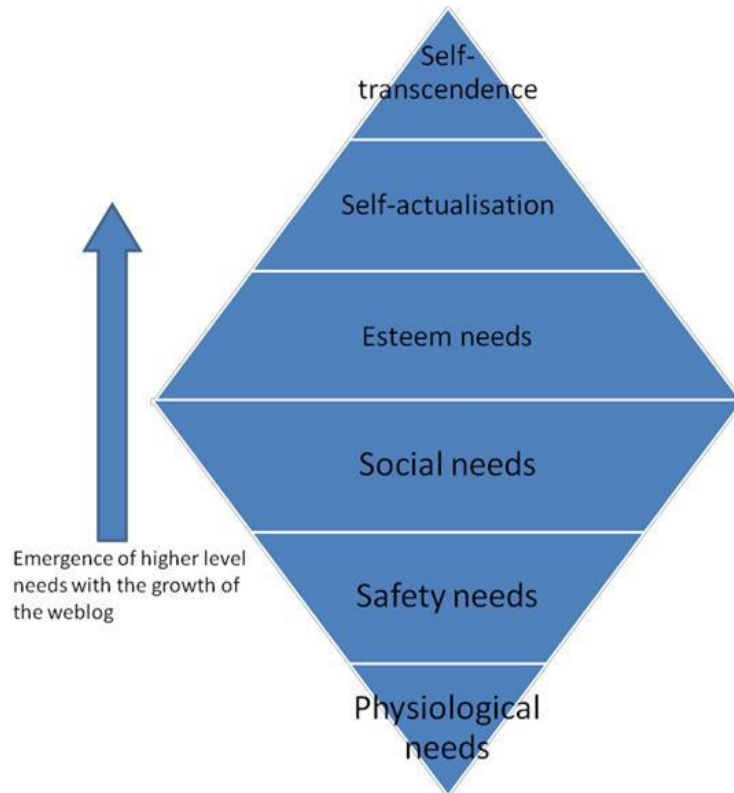 Self-
transcendence
Self-actualisation
Esteem needs
Social needs
Safety needs
Physiological
needs
Emergence of higher level
needs with the growth of
the weblog